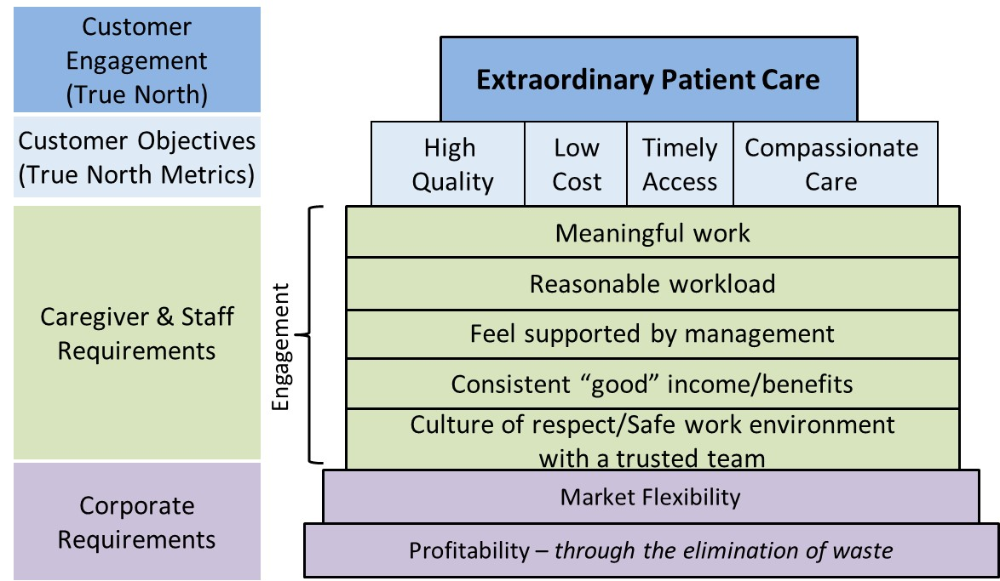 Customer
Engagement
(True North)
Extraordinary Patient Care
Customer Objectives
(True North Metrics)
High
Quality
Low
Cost
Timely
Access
Compassionate
Care
Caregiver & Staff
Requirements
Engagement
Meaningful work
Reasonable workload
Feel supported by management
Consistent “good” income/benefits
Culture of respect/Safe work environment
with a trusted team
Corporate
Requirements
Market Flexibility
Profitability – through the elimination of waste